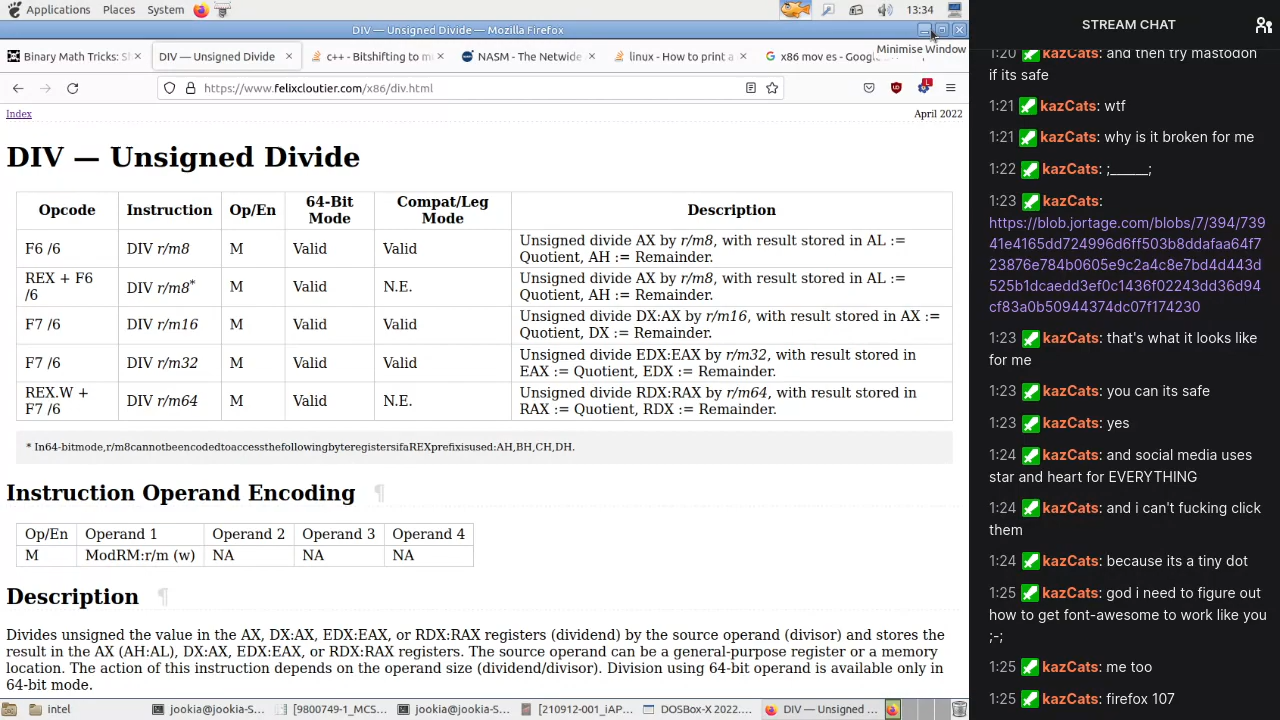 Applications Places System 13:34
DIV — Unsigned Divide — Mozilla Firefox
Binary Math Tricks: S
DIV — Unsigned Divide
c++ - Bitshifting to m
NASM - The Netwide
linux - How to print a
x86 mov es - Goog
Minimise Window
https://www.felixcloutier.com/x86/div.html
Index April 2022
DIV — Unsigned Divide
Opcode Instruction Op/En 64-Bit Mode Compat/Leg Mode Description
F6 /6 DIV r/m8 M Valid Valid Unsigned divide AX by r/m8, with result stored in AL := Quotient, AH := Remainder.
REX + F6 /6 DIV r/m8* M Valid N.E. Unsigned divide AX by r/m8, with result stored in AL := Quotient, AH := Remainder.
F7 /6 DIV r/m16 M Valid Valid Unsigned divide DX:AX by r/m16, with result stored in AX := Quotient, DX := Remainder.
F7 /6 DIV r/m32 M Valid Valid Unsigned divide EDX:EAX by r/m32, with result stored in EAX := Quotient, EDX := Remainder.
REX.W + F7 /6 DIV r/m64 M Valid N.E. Unsigned divide RDX:RAX by r/m64, with result stored in RAX := Quotient, RDX := Remainder.
* In64-bitmode,r/m8cannotbeencodedtoaccessthefollowingbyteregistersifaREXprefixisused:AH,BH,CH,DH.
Instruction Operand Encoding ¶
Op/En Operand 1 Operand 2 Operand 3 Operand 4
M ModRM:r/m (w) NA NA NA
Description ¶
Divides unsigned the value in the AX, DX:AX, EDX:EAX, or RDX:RAX registers (dividend) by the source operand (divisor) and stores the
result in the AX (AH:AL), DX:AX, EDX:EAX, or RDX:RAX registers. The source operand can be a general-purpose register or a memory
location. The action of this instruction depends on the operand size (dividend/divisor). Division using 64-bit operand is available only in
64-bit mode.
intel
jookia@jookia-S...
jookia@jookia-S...
[210912-001_iAP...
DOSBox-X 2022....
DIV — Unsigned ...
STREAM CHAT
1:20 kazCats: and then try mastodon
if its safe
1:21 kazCats: wtf
1:21 kazCats: why is it broken for me
1:22 kazCats: ;______;
1:23 kazCats:
https://blob.jortage.com/blobs/7/394/739
41e4165dd724996d6ff503b8ddafaa64f7
23876e784b0605e9c2a4c8e7bd4d443d
525b1dcaedd3ef0c1436f02243dd36d94
cf83a0b50944374dc07f174230
1:23 kazCats: that's what it looks like
for me
1:23 kazCats: you can its safe
1:23 kazCats: yes
1:24 kazCats: and social media uses
star and heart for EVERYTHING
1:24 kazCats: and i can't fucking click
them
1:24 kazCats: because its a tiny dot
1:25 kazCats: god i need to figure out
how to get font-awesome to work like you
;-;
1:25 kazCats: me too
1:25 kazCats: firefox 107